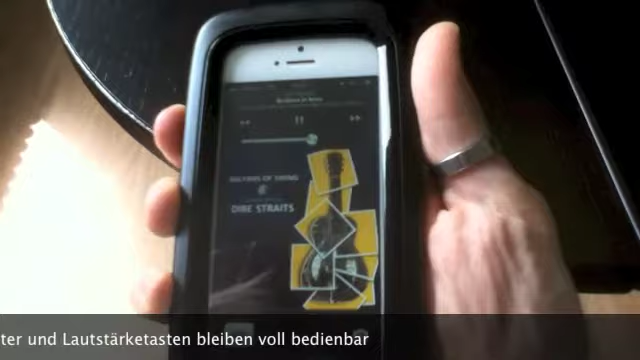 SULTANS OF SWING
DIRE STRAITS
ter und Lautstärketasten bleiben voll bedienbar